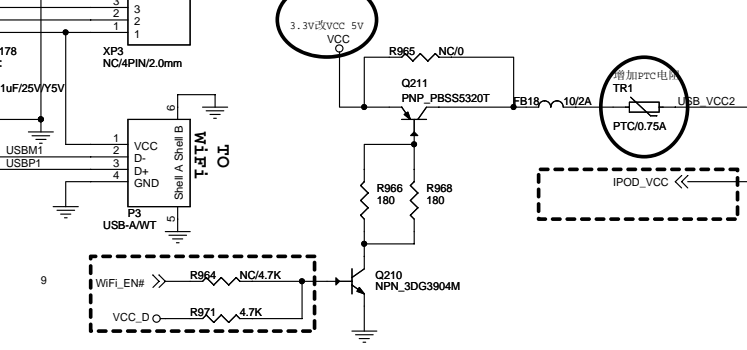 3
2
1
3
2
1
178
XP3
NC/4PIN/2.0mm
1uF/25V/Y5V
3.3V改VCC 5V
VCC
R965
NC/0
Q211
PNP_PBSS5320T
FB18
10/2A
增加PTC电阻
TR1
PTC/0.75A
USB_VCC2
IPOD_VCC
6
1
2
3
4
USBM1
USBP1
VCC
D-
D+
GND
Shell A
Shell B
TO
WiFi
5
P3
USB-A/WT
R966
180
R968
180
9
WiFi_EN#
R964
NC/4.7K
VCC_D
R971
4.7K
Q210
NPN_3DG3904M